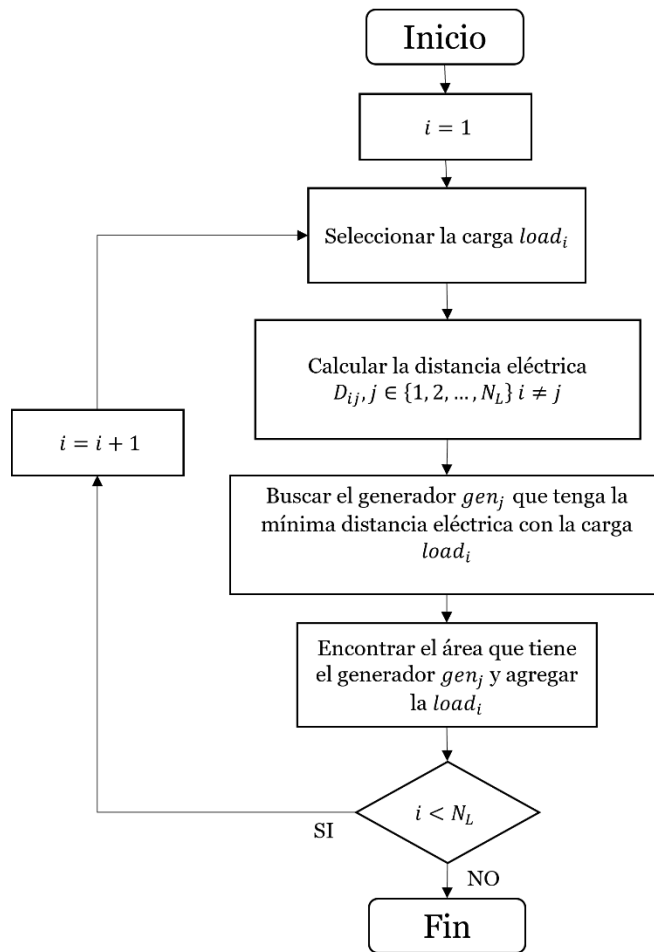 Inicio
i = 1
Seleccionar la carga load_i
Calcular la distancia eléctrica
D_{ij}, j ∈ {1, 2, ..., N_L} i ≠ j
i = i + 1
Buscar el generador gen_j que tenga la
mínima distancia eléctrica con la carga
load_i
Encontrar el área que tiene
el generador gen_j y agregar
la load_i
i < N_L
SI
NO
Fin